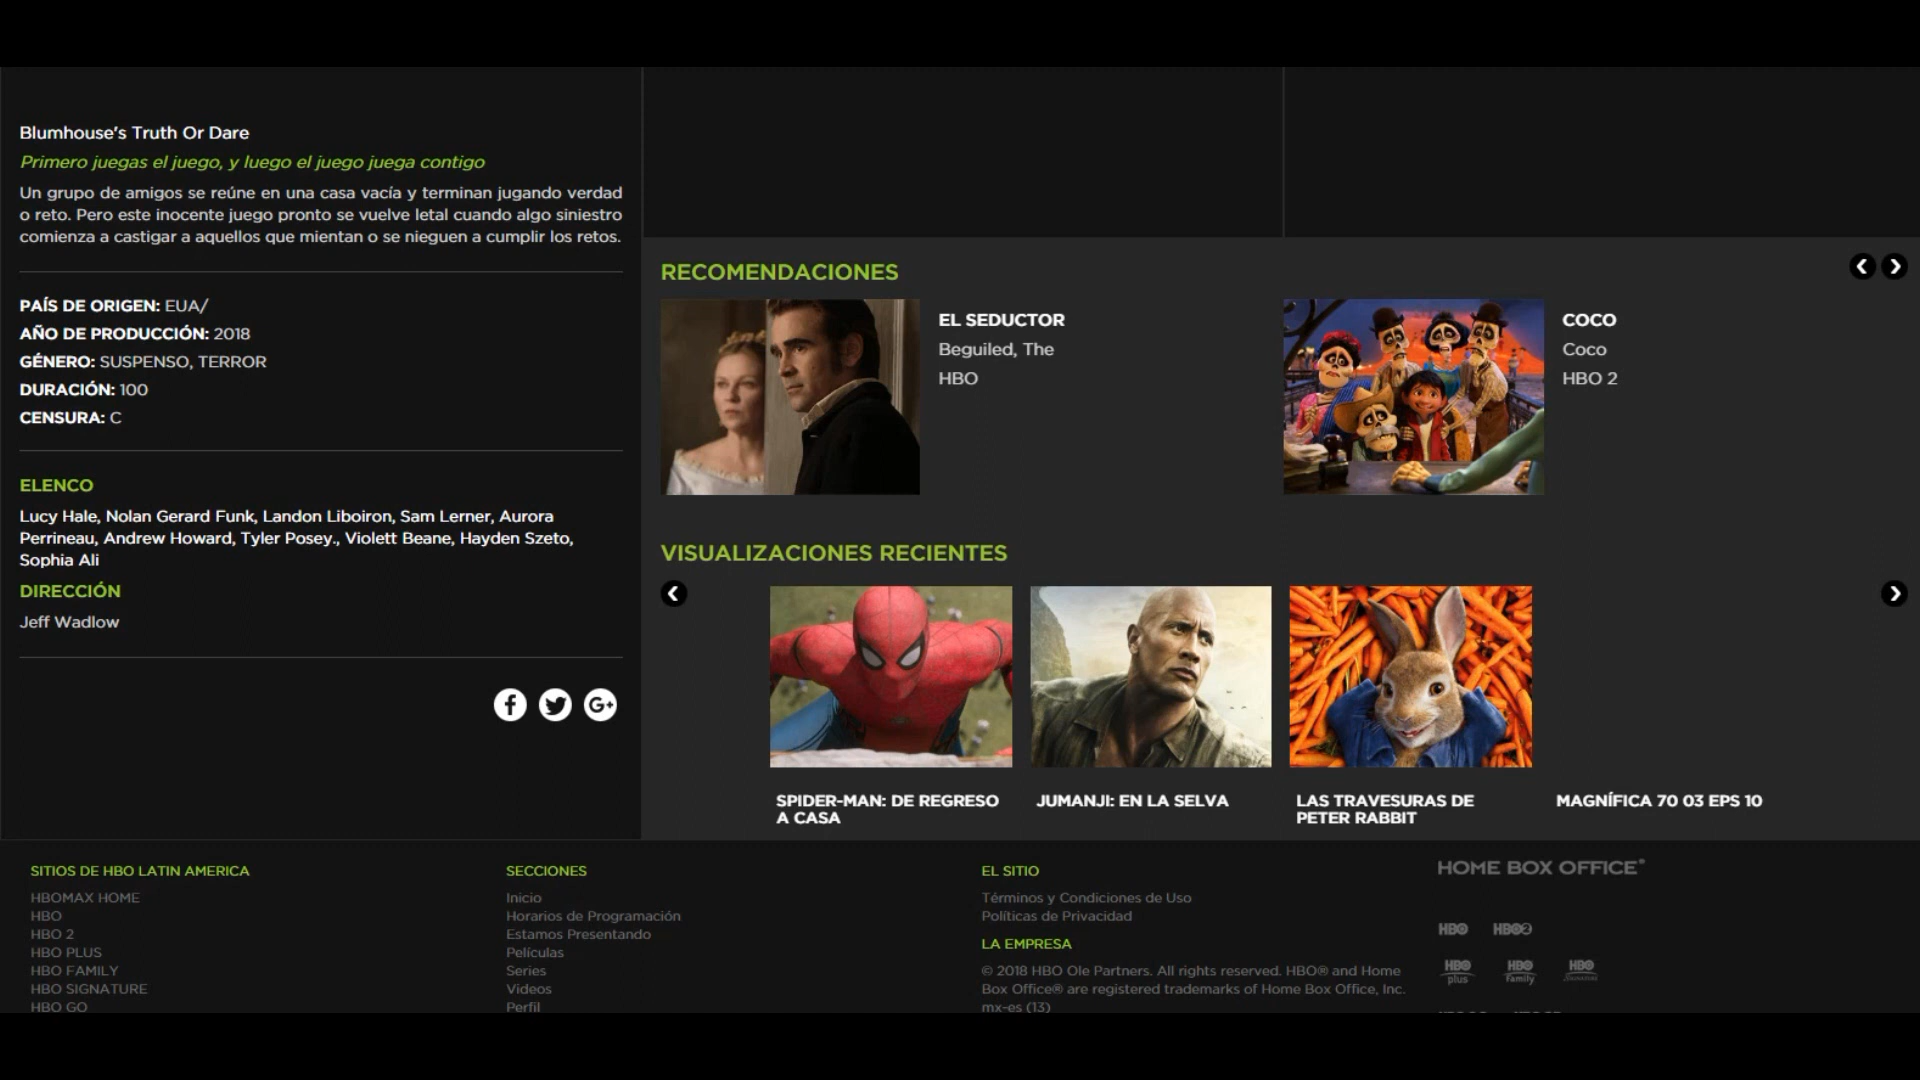 Blumhouse's Truth Or Dare
Primero juegas el juego, y luego el juego juega contigo
Un grupo de amigos se reúne en una casa vacía y terminan jugando verdad
o reto. Pero este inocente juego pronto se vuelve letal cuando algo siniestro
comienza a castigar a aquellos que mientan o se nieguen a cumplir los retos.
PAÍS DE ORIGEN: EUA/
AÑO DE PRODUCCIÓN: 2018
GÉNERO: SUSPENSO, TERROR
DURACIÓN: 100
CENSURA: C
ELENCO
Lucy Hale, Nolan Gerard Funk, Landon Liboiron, Sam Lerner, Aurora
Perrineau, Andrew Howard, Tyler Posey., Violett Beane, Hayden Szeto,
Sophia Ali
DIRECCIÓN
Jeff Wadlow
RECOMENDACIONES
EL SEDUCTOR
Beguiled, The
HBO
COCO
Coco
HBO 2
VISUALIZACIONES RECIENTES
SPIDER-MAN: DE REGRESO
A CASA
JUMANJI: EN LA SELVA
LAS TRAVESURAS DE
PETER RABBIT
MAGNÍFICA 70 03 EPS 10
SITIOS DE HBO LATIN AMERICA
HBOMAX HOME
HBO
HBO 2
HBO PLUS
HBO FAMILY
HBO SIGNATURE
HBO GO
SECCIONES
Inicio
Horarios de Programación
Estamos Presentando
Películas
Series
Videos
Perfil
EL SITIO
Términos y Condiciones de Uso
Políticas de Privacidad
LA EMPRESA
© 2018 HBO Ole Partners. All rights reserved. HBO® and Home
Box Office® are registered trademarks of Home Box Office, Inc.
mx-es (13)
HOME BOX OFFICE®
HBO HBO2
HBO plus
HBO Family
HBO